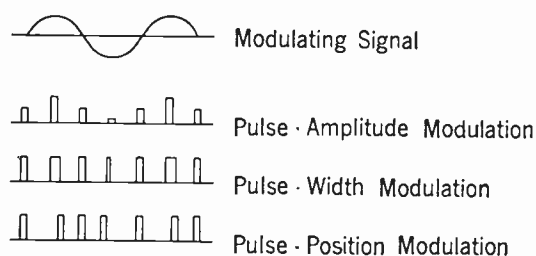 Modulating Signal
Pulse · Amplitude Modulation
Pulse · Width Modulation
Pulse · Position Modulation